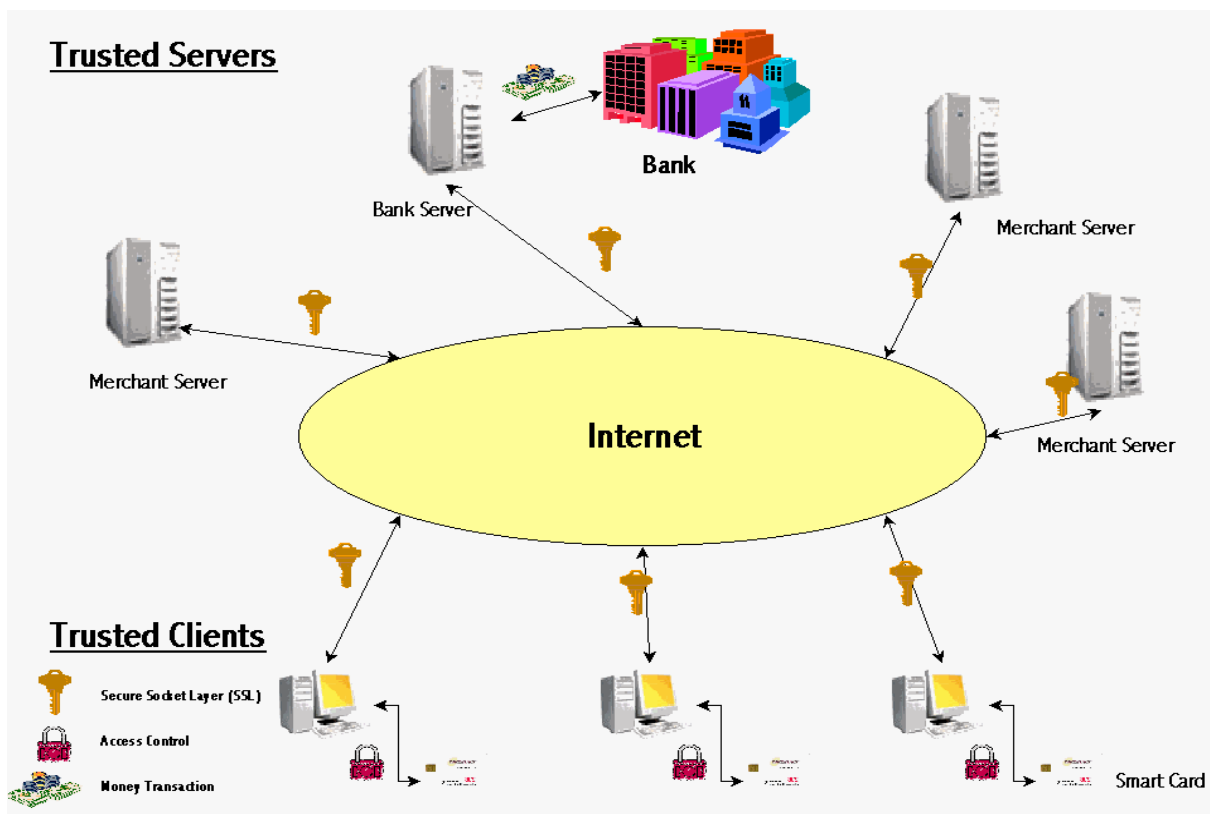 Trusted Servers
Bank
Bank Server
Merchant Server
Merchant Server
Merchant Server
Internet
Trusted Clients
Secure Socket Layer (SSL)
Access Control
Money Transaction
Smart Card